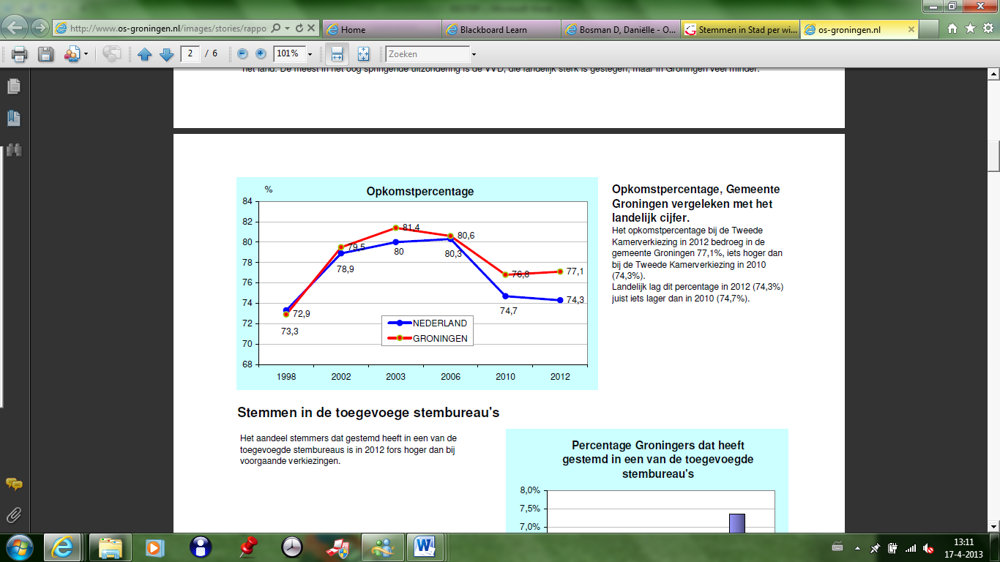 http://www.os-groningen.nl/images/stories/rappo
Home
Blackboard Learn
Bosman D, Daniëlle - O...
Stemmen in Stad per wi...
os-groningen.nl
2 / 6
101%
Zoeken
het land. De meest in het oog springende uitzondering is de VVD, die landelijk sterk is gestegen, maar in Groningen veel minder.
%
Opkomstpercentage
84
82
80
78
76
74
72
70
68
81,4
79,5
80,6
80
80,3
78,9
76,8
77,1
74,7
74,3
72,9
73,3
NEDERLAND
GRONINGEN
1998
2002
2003
2006
2010
2012
Opkomstpercentage, Gemeente
Groningen vergeleken met het
landelijk cijfer.
Het opkomstpercentage bij de Tweede
Kamerverkiezing in 2012 bedroeg in de
gemeente Groningen 77,1%, iets hoger dan
bij de Tweede Kamerverkiezing in 2010
(74,3%).
Landelijk lag dit percentage in 2012 (74,3%)
juist iets lager dan in 2010 (74,7%).
Stemmen in de toegevoege stembureau's
Het aandeel stemmers dat gestemd heeft in een van de
toegevoegde stembureaus is in 2012 fors hoger dan bij
voorgaande verkiezingen.
Percentage Groningers dat heeft
gestemd in een van de toegevoegde
stembureau's
8,0%
7,5%
7,0%
13:11
17-4-2013